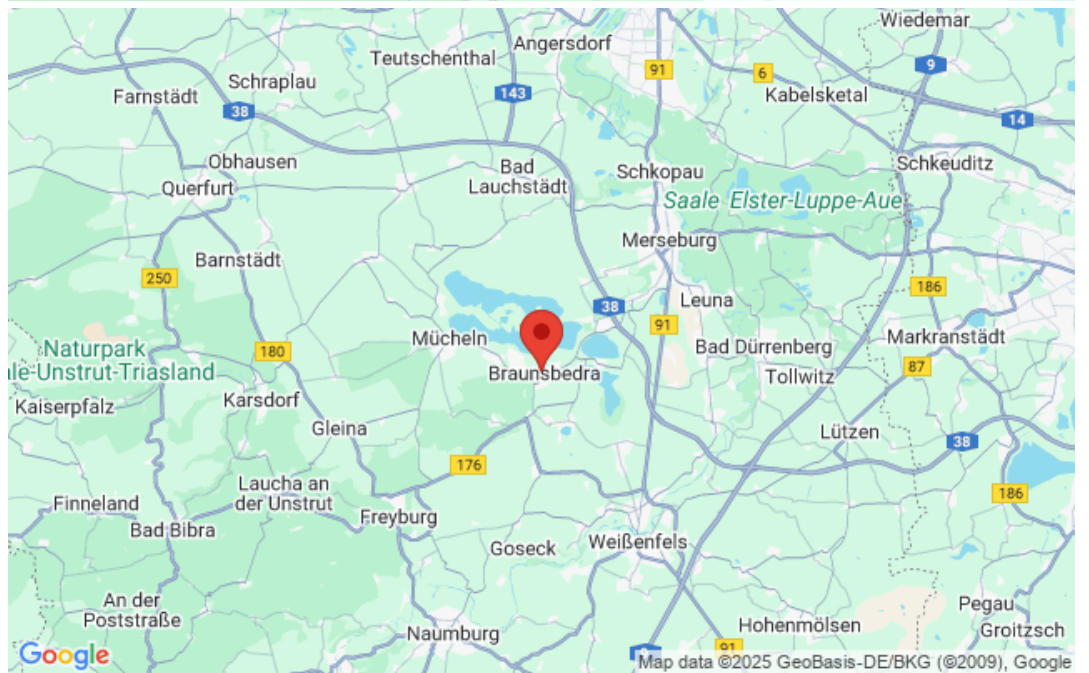 Wiedemar
Angersdorf
Teutschenthal
91
9
6
Schraplau
143
Kabelsketal
Farnstädt
38
14
Obhausen
Bad
Lauchstädt
Schkopau
Schkeuditz
Querfurt
Saale Elster-Luppe-Aue
Merseburg
Barnstädt
250
186
38
Leuna
91
Mücheln
Markranstädt
Naturpark
ale-Unstrut-Triasland
180
Bad Dürrenberg
87
Braunsbedra
Tollwitz
Kaiserpfalz
Karsdorf
Gleina
Lützen
38
176
Laucha an
der Unstrut
186
Finneland
Bad Bibra
Freyburg
Goseck
Weißenfels
An der
Poststraße
Pegau
Hohenmölsen
Groitzsch
Naumburg
91
Google
Map data ©2025 GeoBasis-DE/BKG (©2009), Google